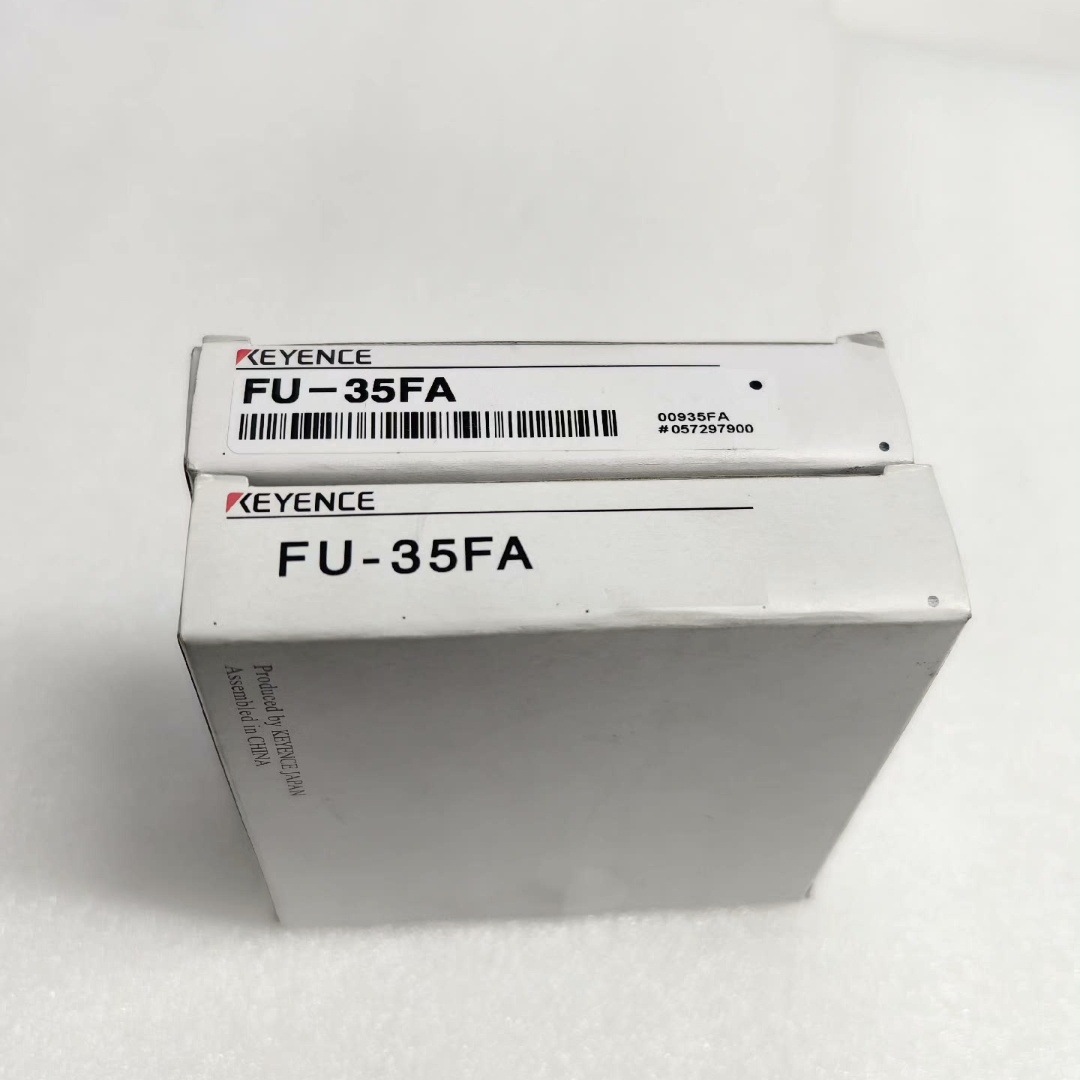 KEYENCE
FU-35FA
00935FA
#057297900
KEYENCE
FU-35FA
Produced by KEYENCE JAPAN
Assembled in CHINA